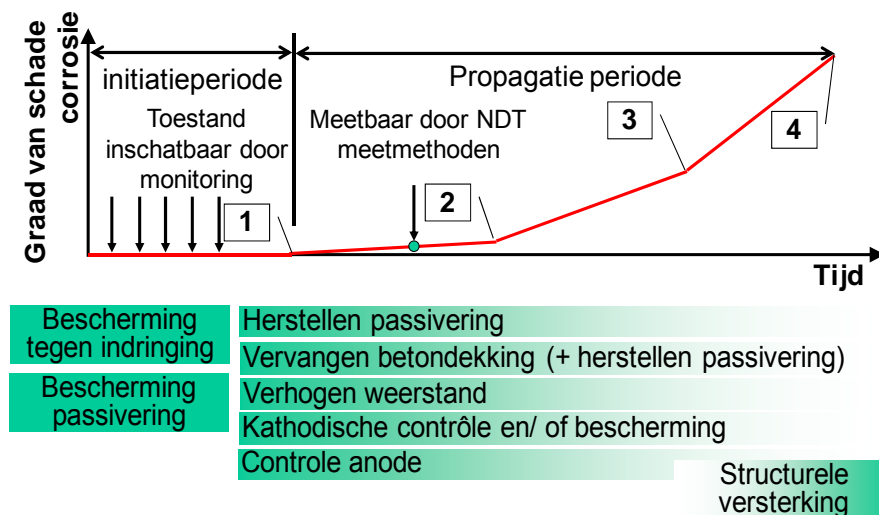 Graad van schade
corrosie
initiatieperiode
Propagatie periode
Toestand
inschatbaar door
monitoring
Meetbaar door NDT
meetmethoden
1
2
3
4
Tijd
Bescherming
tegen indringing
Bescherming
passivering
Herstellen passivering
Vervangen betondekking (+ herstellen passivering)
Verhogen weerstand
Kathodische contrôle en/ of bescherming
Controle anode
Structurele
versterking